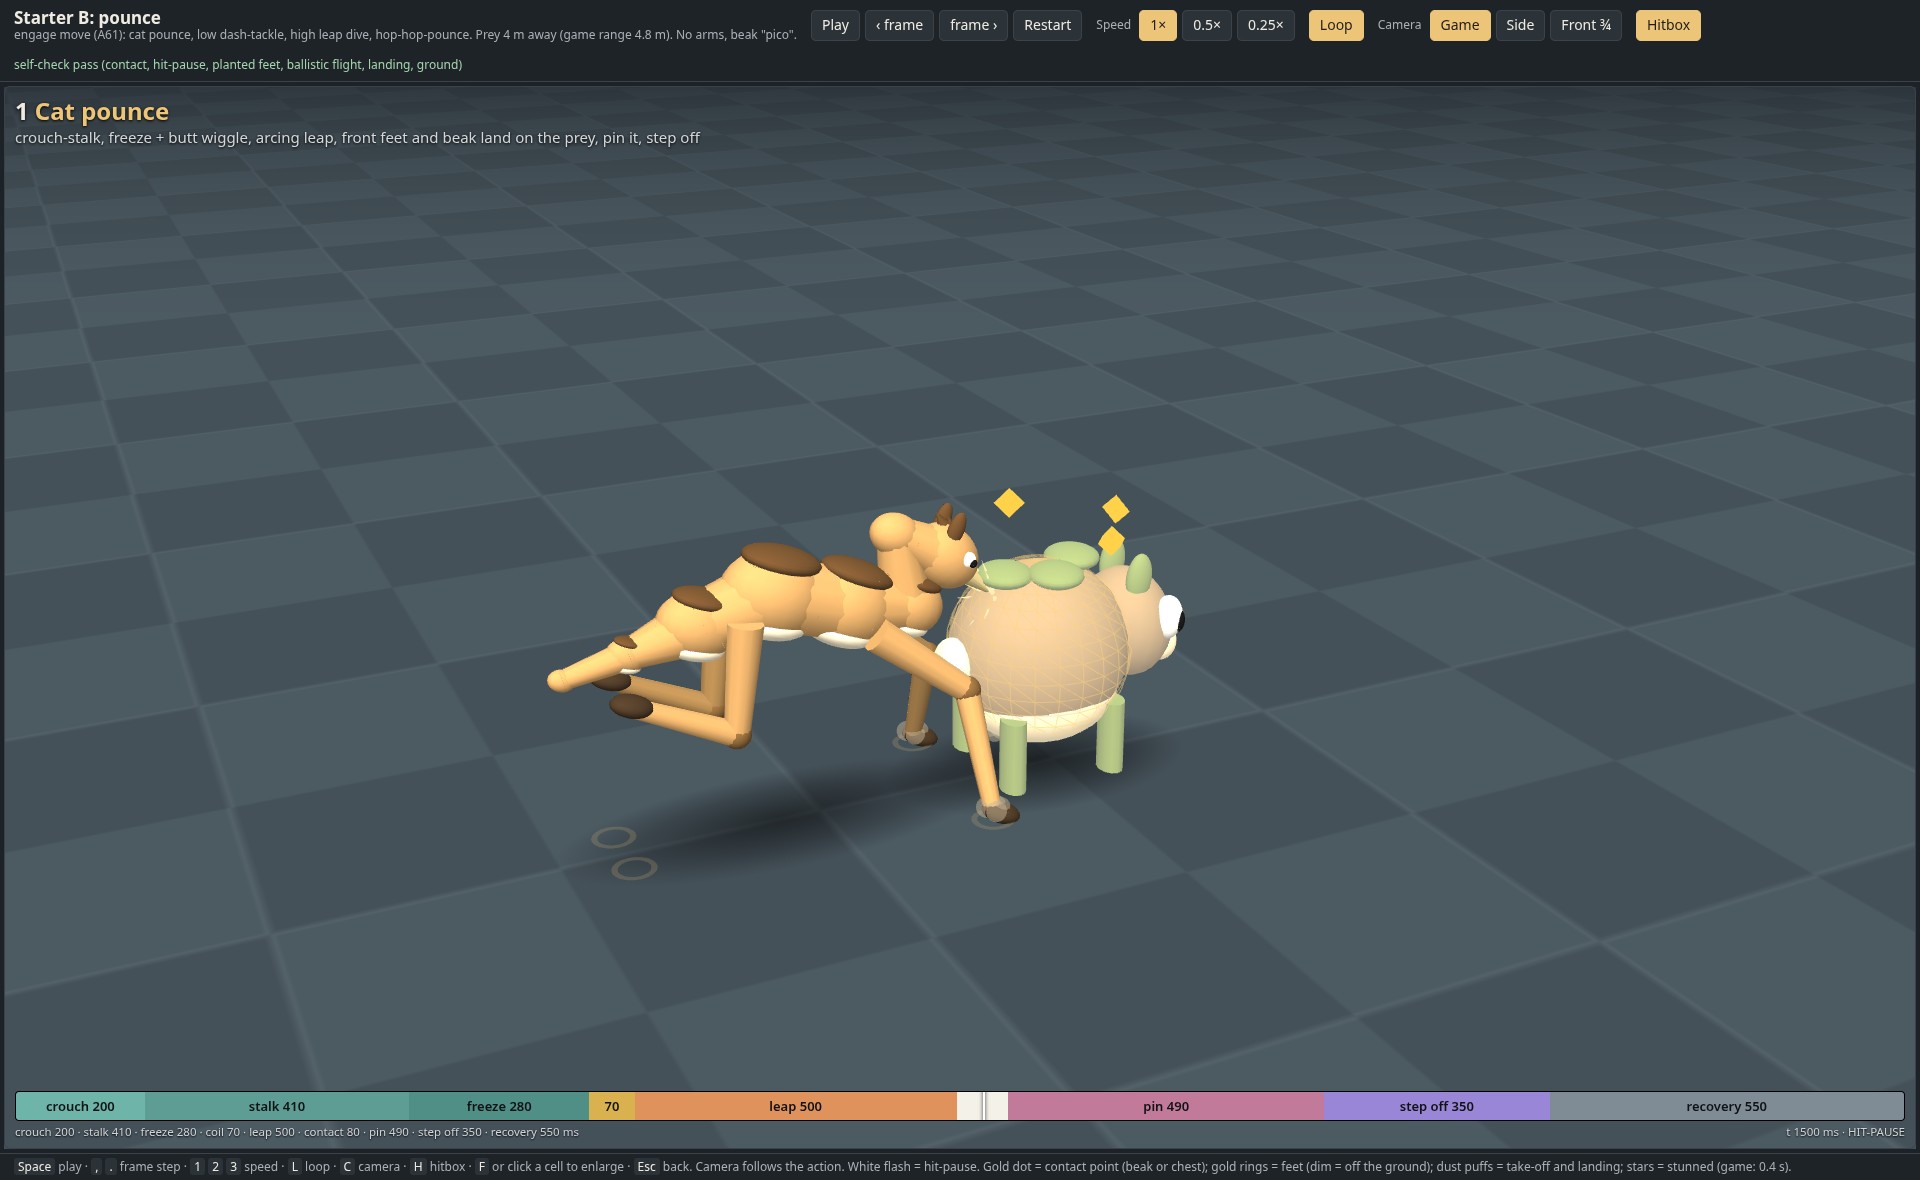 Starter B: pounce
engage move (A61): cat pounce, low dash-tackle, high leap dive, hop-hop-pounce. Prey 4 m away (game range 4.8 m). No arms, beak "pico".
Play ‹ frame frame › Restart Speed 1× 0.5× 0.25× Loop Camera Game Side Front ¾ Hitbox
self-check pass (contact, hit-pause, planted feet, ballistic flight, landing, ground)
1 Cat pounce
crouch-stalk, freeze + butt wiggle, arcing leap, front feet and beak land on the prey, pin it, step off
crouch 200 stalk 410 freeze 280 70 leap 500 pin 490 step off 350 recovery 550
crouch 200 · stalk 410 · freeze 280 · coil 70 · leap 500 · contact 80 · pin 490 · step off 350 · recovery 550 ms
t 1500 ms · HIT-PAUSE
Space play · , . frame step · 1 2 3 speed · L loop · C camera · H hitbox · F or click a cell to enlarge · Esc back. Camera follows the action. White flash = hit-pause. Gold dot = contact point (beak or chest); gold rings = feet (dim = off the ground); dust puffs = take-off and landing; stars = stunned (game: 0.4 s).